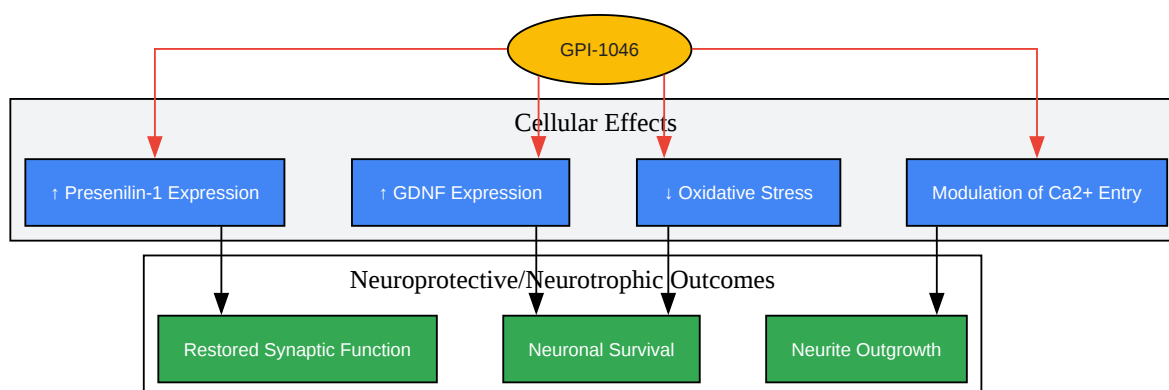 GPI-1046
Cellular Effects
↑ Presenilin-1 Expression
↑ GDNF Expression
↓ Oxidative Stress
Modulation of Ca2+ Entry
Neuroprotective/Neurotrophic Outcomes
Restored Synaptic Function
Neuronal Survival
Neurite Outgrowth